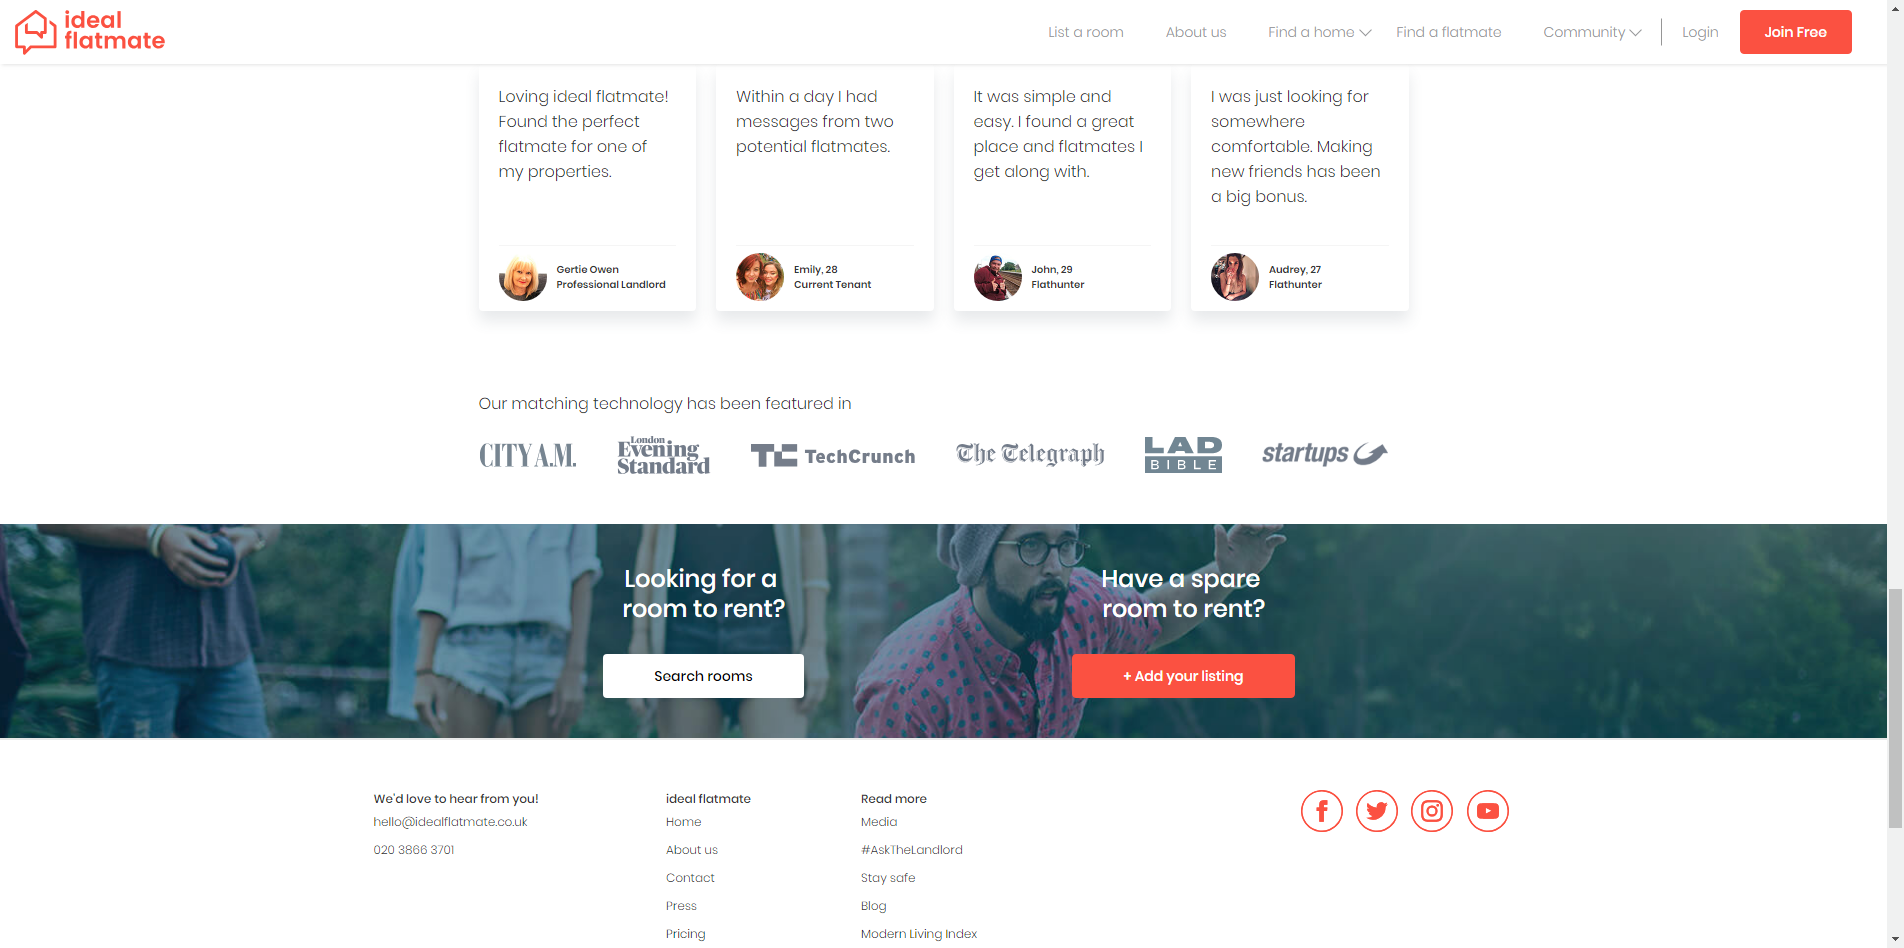 ideal
flatmate
List a room
About us
Find a home
Find a flatmate
Community
Login
Join Free
Loving ideal flatmate!
Found the perfect
flatmate for one of
my properties.
Gertie Owen
Professional Landlord
Within a day I had
messages from two
potential flatmates.
Emily, 28
Current Tenant
It was simple and
easy. I found a great
place and flatmates I
get along with.
John, 29
Flathunter
I was just looking for
somewhere
comfortable. Making
new friends has been
a big bonus.
Audrey, 27
Flathunter
Our matching technology has been featured in
CITY A.M.
London
Evening
Standard
TC TechCrunch
The Telegraph
LAD
BIBLE
startups
Looking for a
room to rent?
Search rooms
Have a spare
room to rent?
+ Add your listing
We'd love to hear from you!
hello@idealflatmate.co.uk
020 3866 3701
ideal flatmate
Home
About us
Contact
Press
Pricing
Read more
Media
#AskTheLandlord
Stay safe
Blog
Modern Living Index